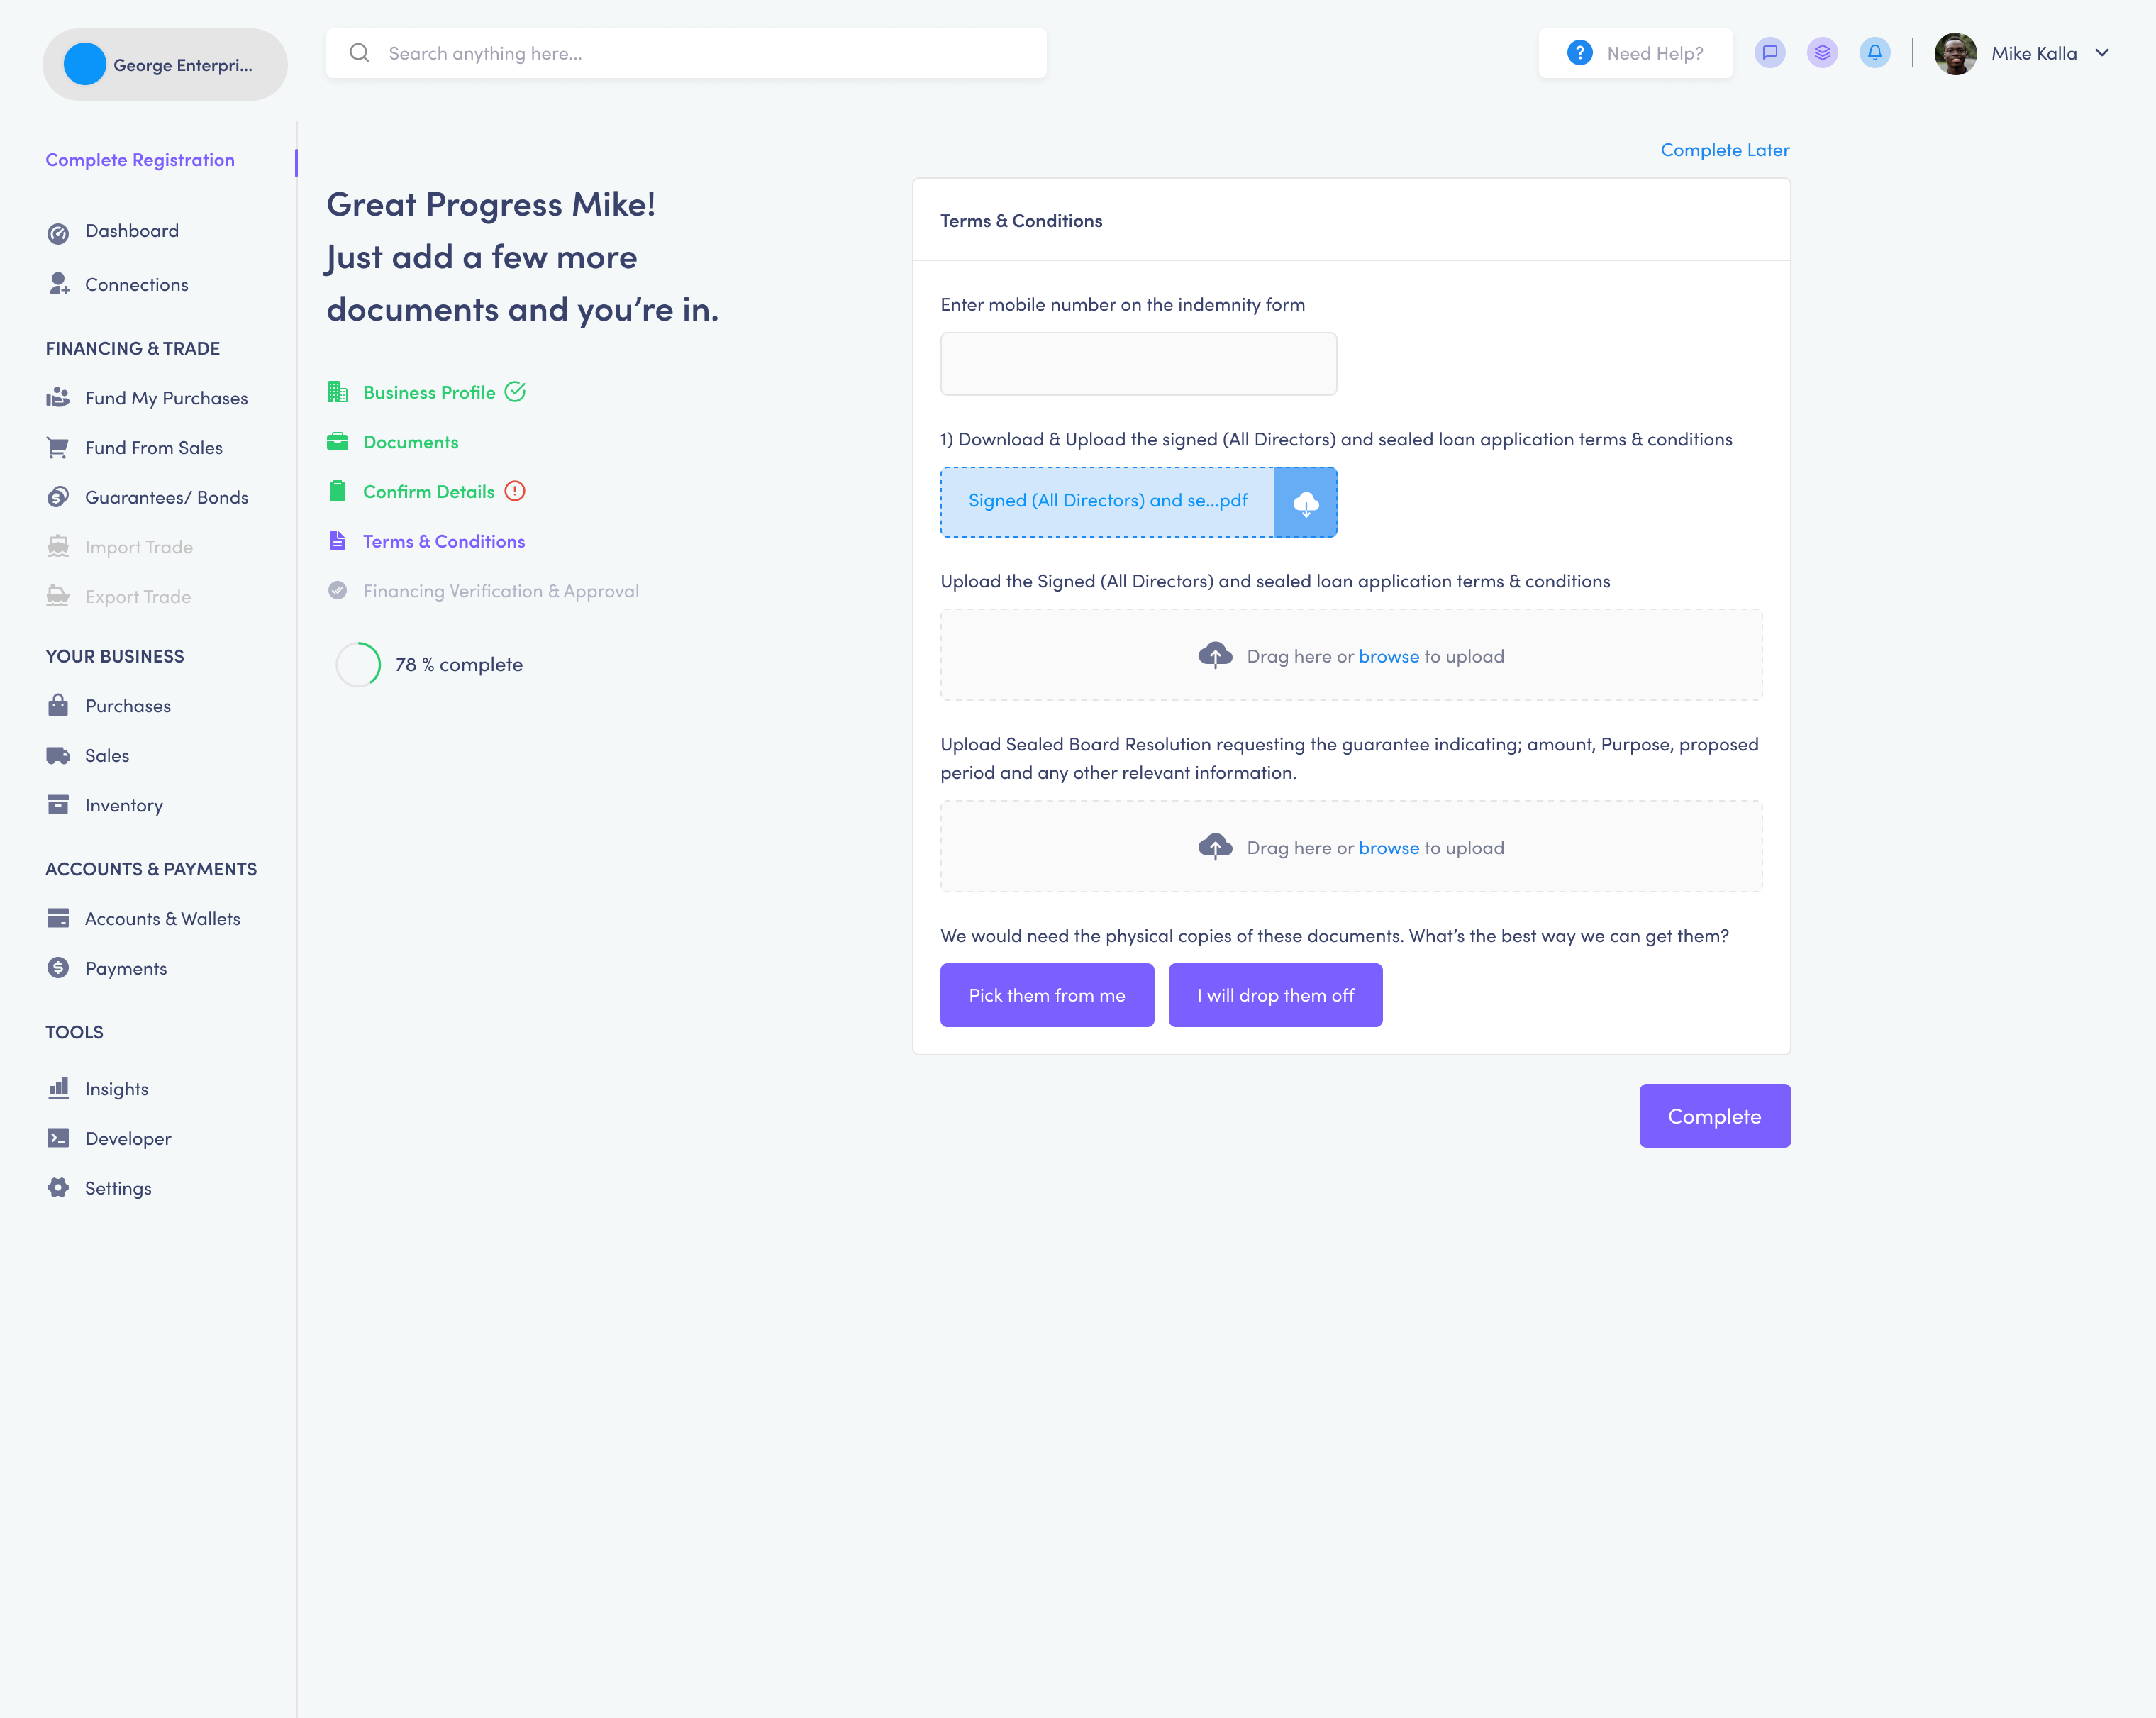 George Enterpri...
Search anything here...
?
Need Help?
Mike Kalla
Complete Registration
Dashboard
Connections
FINANCING & TRADE
Fund My Purchases
Fund From Sales
Guarantees/ Bonds
Import Trade
Export Trade
YOUR BUSINESS
Purchases
Sales
Inventory
ACCOUNTS & PAYMENTS
Accounts & Wallets
Payments
TOOLS
Insights
Developer
Settings
Great Progress Mike!
Just add a few more
documents and you’re in.
Business Profile
Documents
Confirm Details
Terms & Conditions
Financing Verification & Approval
78 % complete
Complete Later
Terms & Conditions
Enter mobile number on the indemnity form
1) Download & Upload the signed (All Directors) and sealed loan application terms & conditions
Signed (All Directors) and se...pdf
Upload the Signed (All Directors) and sealed loan application terms & conditions
Drag here or browse to upload
Upload Sealed Board Resolution requesting the guarantee indicating; amount, Purpose, proposed
period and any other relevant information.
Drag here or browse to upload
We would need the physical copies of these documents. What’s the best way we can get them?
Pick them from me
I will drop them off
Complete